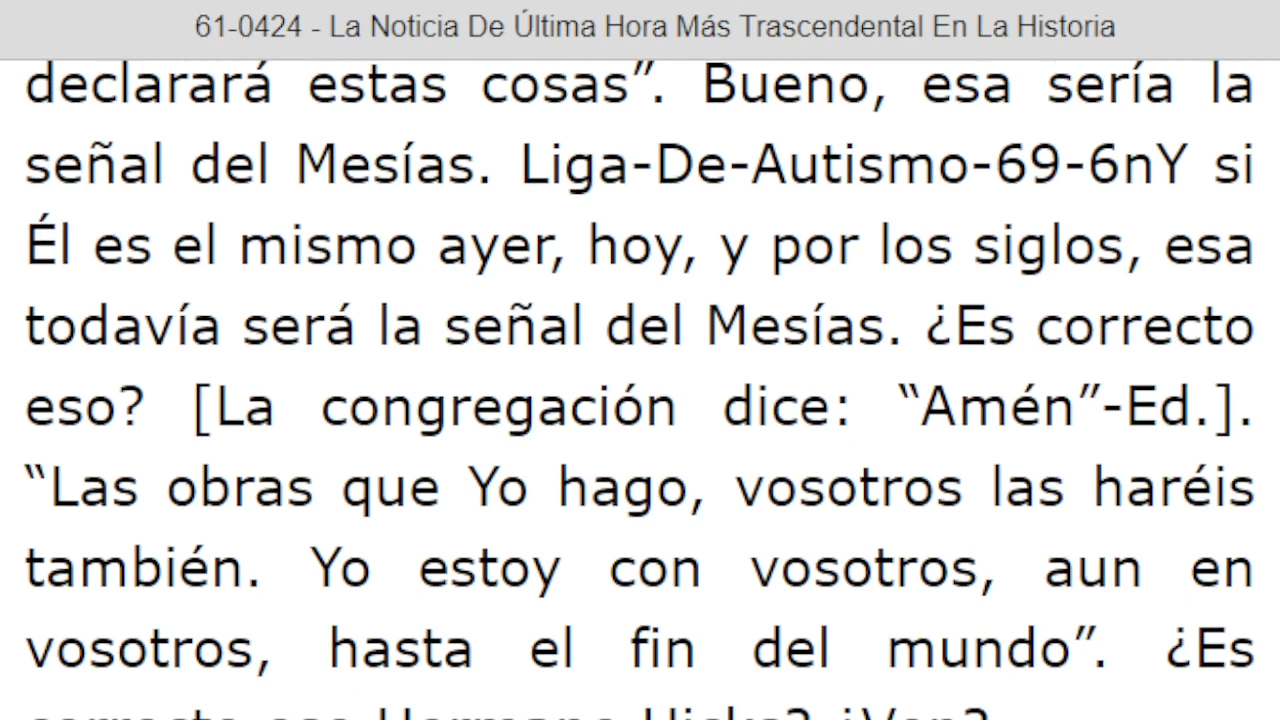 61-0424 - La Noticia De Última Hora Más Trascendental En La Historia
declarará estas cosas”. Bueno, esa sería la
señal del Mesías. Liga-De-Autismo-69-6nY si
Él es el mismo ayer, hoy, y por los siglos, esa
todavía será la señal del Mesías. ¿Es correcto
eso? [La congregación dice: “Amén”-Ed.].
“Las obras que Yo hago, vosotros las haréis
también. Yo estoy con vosotros, aun en
vosotros, hasta el fin del mundo”. ¿Es